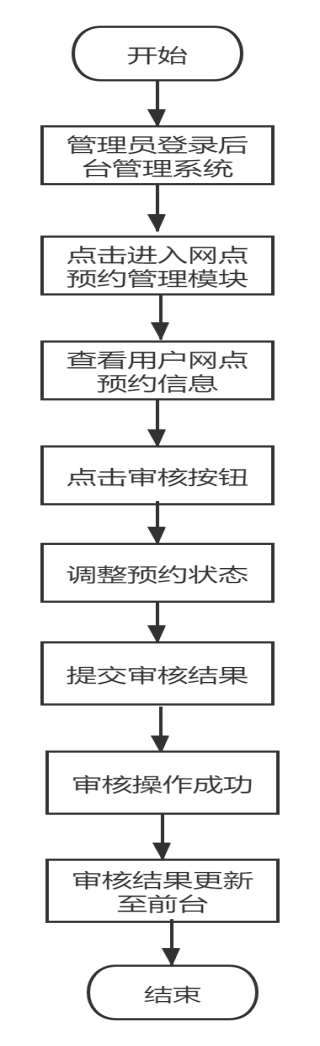 开始
管理员登录后
台管理系统
点击进入网点
预约管理模块
查看用户网点
预约信息
点击审核按钮
调整预约状态
提交审核结果
审核操作成功
审核结果更新
至前台
结束